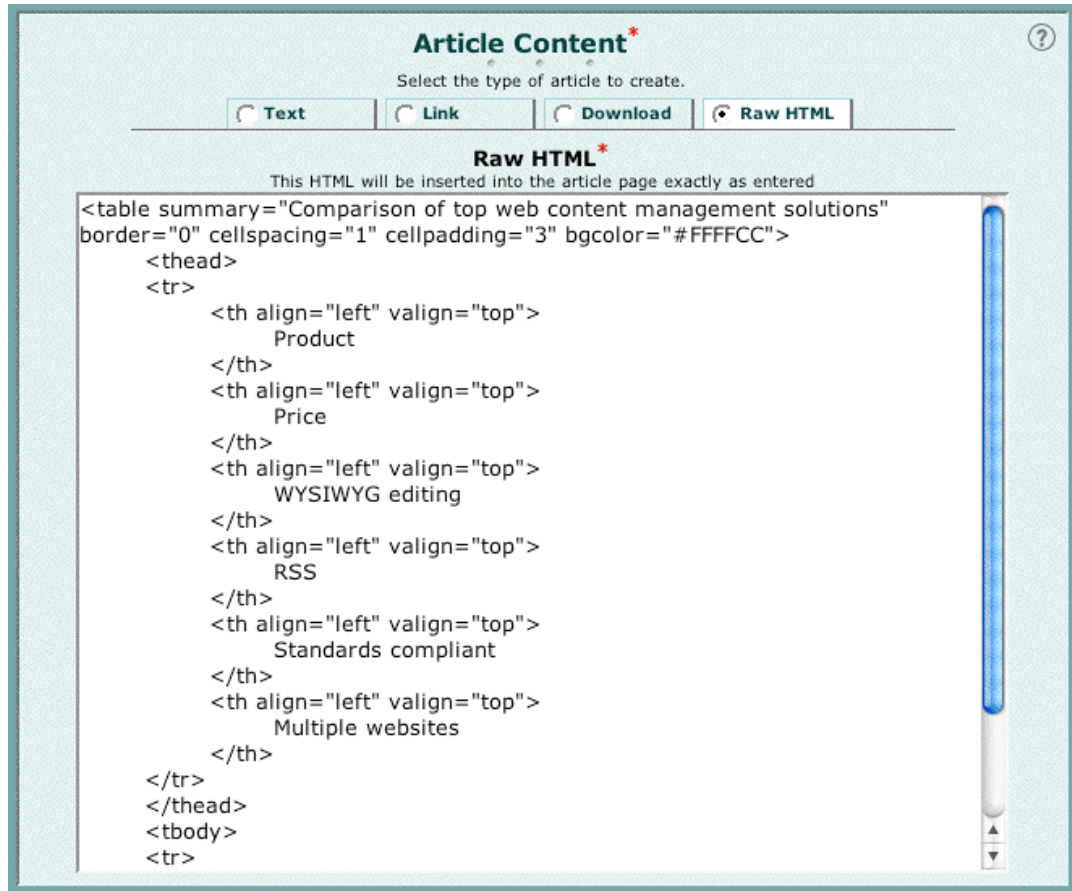 Article Content*
?
Select the type of article to create.
Text Link Download Raw HTML
Raw HTML*
This HTML will be inserted into the article page exactly as entered
<table summary="Comparison of top web content management solutions"
border="0" cellspacing="1" cellpadding="3" bgcolor="#FFFFCC">
<thead>
<tr>
<th align="left" valign="top">
Product
</th>
<th align="left" valign="top">
Price
</th>
<th align="left" valign="top">
WYSIWYG editing
</th>
<th align="left" valign="top">
RSS
</th>
<th align="left" valign="top">
Standards compliant
</th>
<th align="left" valign="top">
Multiple websites
</th>
</tr>
</thead>
<tbody>
<tr>